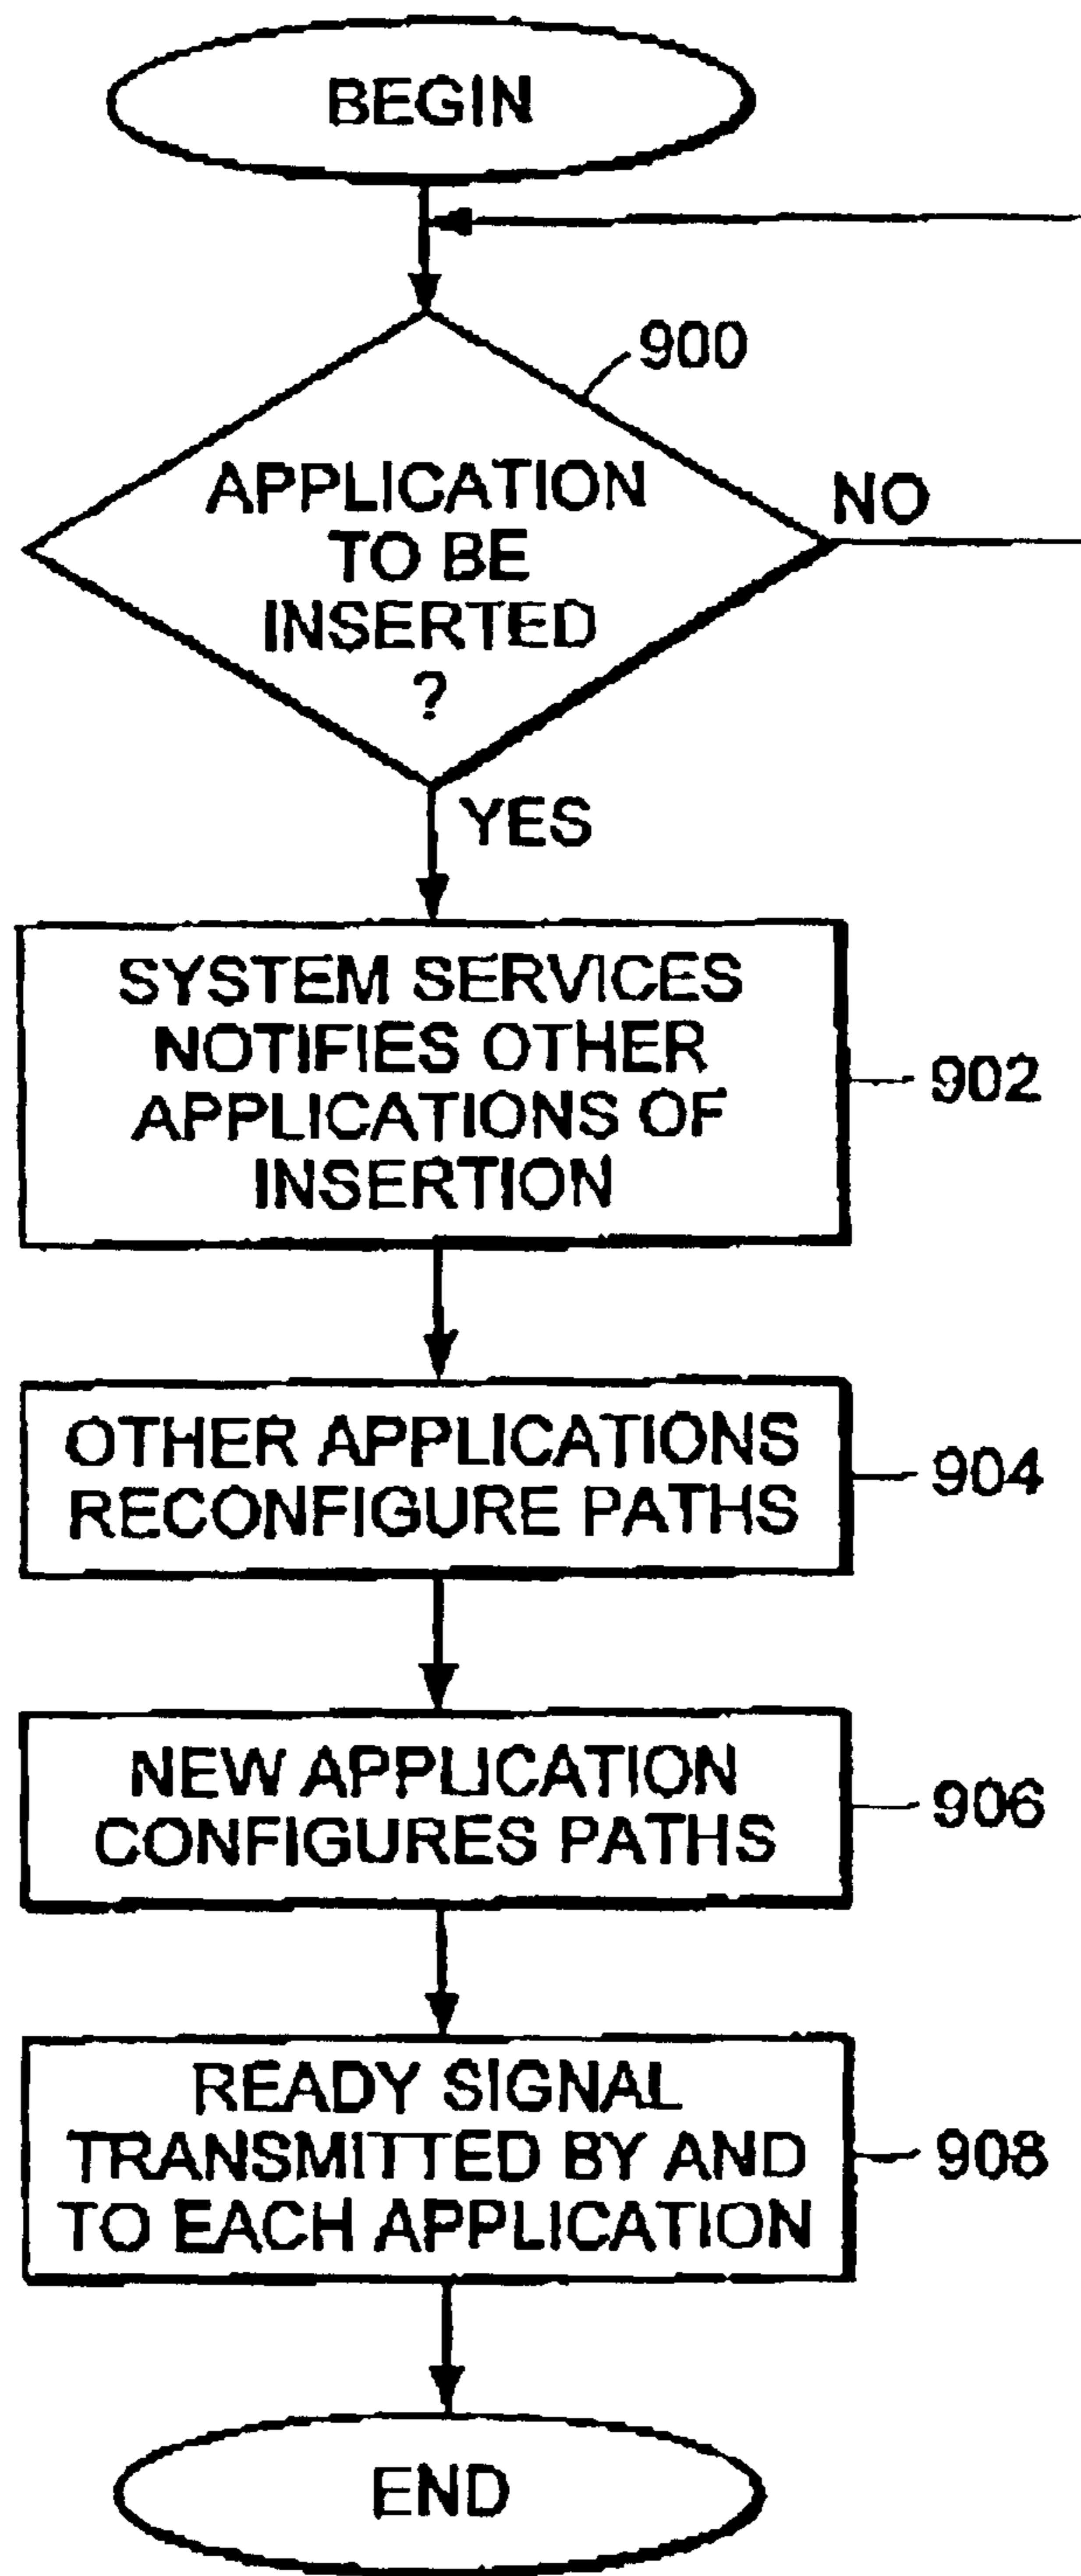 BEGIN
900
APPLICATION
TO BE
INSERTED
?
NO
YES
SYSTEM SERVICES
NOTIFIES OTHER
APPLICATIONS OF
INSERTION
902
OTHER APPLICATIONS
RECONFIGURE PATHS
904
NEW APPLICATION
CONFIGURES PATHS
906
READY SIGNAL
TRANSMITTED BY AND
TO EACH APPLICATION
908
END